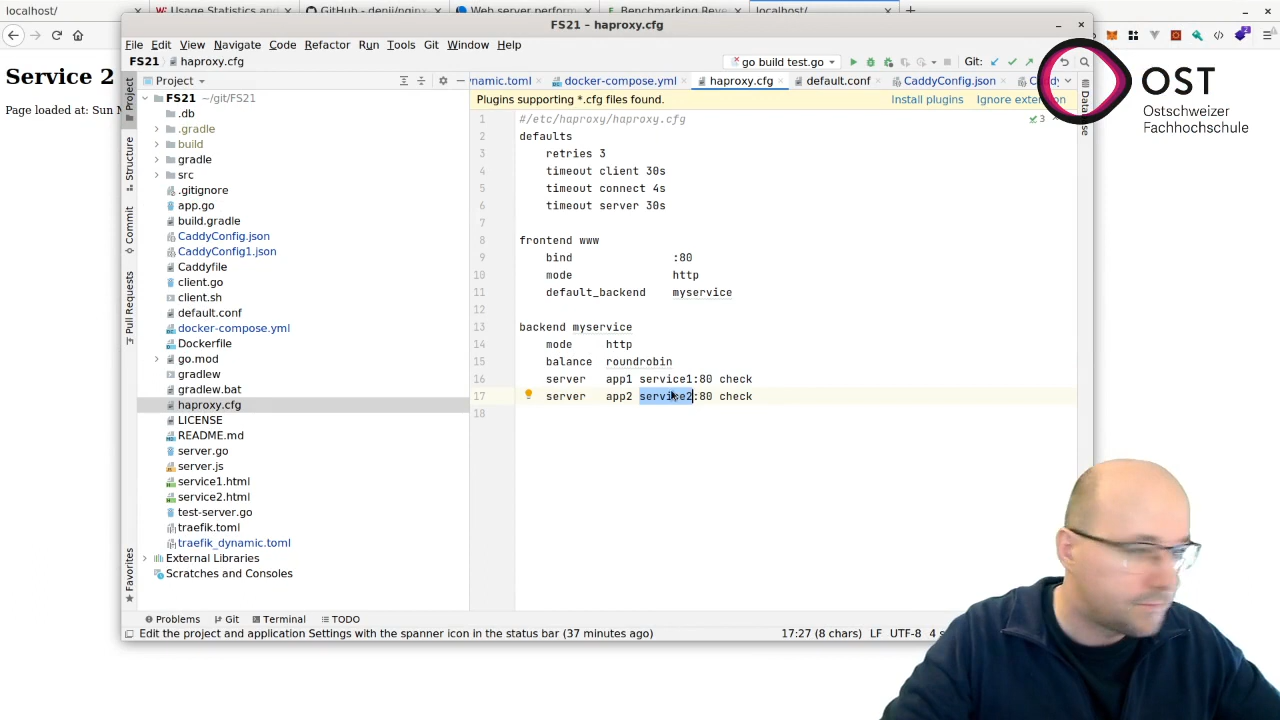 localhost/
Usage Statistics and
GitHub - denji/nginx
Web server perform
Benchmarking Rev
localhost/
Service 2
Page loaded at: Sun M
FS21 – haproxy.cfg
File Edit View Navigate Code Refactor Run Tools Git Window Help
FS21 haproxy.cfg
go build test.go
Git:
OST
Ostschweizer
Fachhochschule
Project
namic.toml
docker-compose.yml
haproxy.cfg
default.conf
CaddyConfig.json
Plugins supporting *.cfg files found.
Install plugins
Ignore exten
Project
Structure
Commit
Pull Requests
Favorites
FS21 ~/git/FS21
.db
.gradle
build
gradle
src
.gitignore
app.go
build.gradle
CaddyConfig.json
CaddyConfig1.json
Caddyfile
client.go
client.sh
default.conf
docker-compose.yml
Dockerfile
go.mod
gradlew
gradlew.bat
haproxy.cfg
LICENSE
README.md
server.go
server.js
service1.html
service2.html
test-server.go
traefik.toml
traefik_dynamic.toml
External Libraries
Scratches and Consoles
1 #/etc/haproxy/haproxy.cfg
2 defaults
3 retries 3
4 timeout client 30s
5 timeout connect 4s
6 timeout server 30s
7
8 frontend www
9 bind :80
10 mode http
11 default_backend myservice
12
13 backend myservice
14 mode http
15 balance roundrobin
16 server app1 service1:80 check
17 server app2 service2:80 check
18
3
Database
Problems Git Terminal TODO
Edit the project and application Settings with the spanner icon in the status bar (37 minutes ago)
17:27 (8 chars) LF UTF-8 4 s